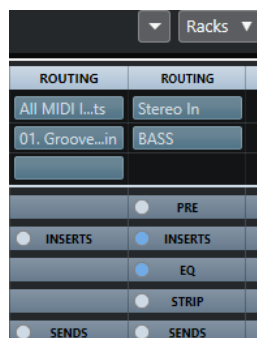 Racks
ROUTING ROUTING
All MIDI I...ts Stereo In
01. Groove...in BASS
PRE
INSERTS INSERTS
EQ
STRIP
SENDS SENDS